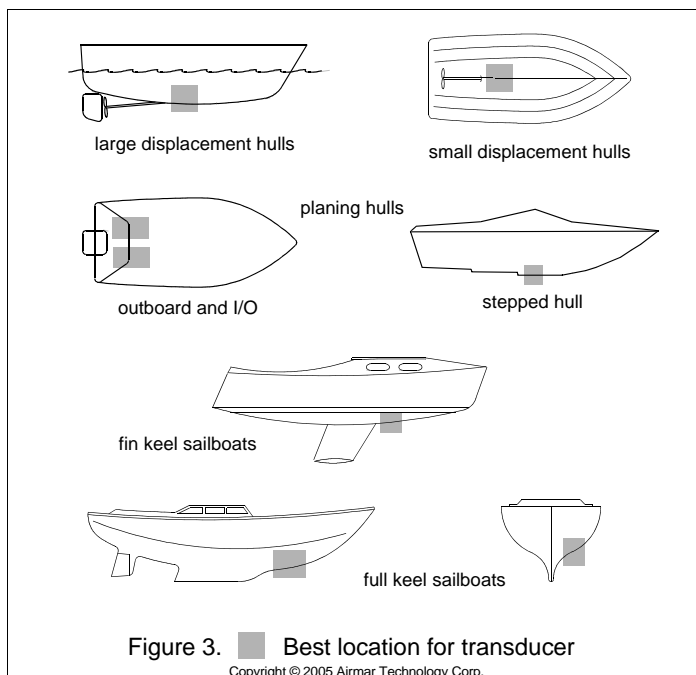 large displacement hulls
small displacement hulls
planing hulls
outboard and I/O
stepped hull
fin keel sailboats
full keel sailboats
Figure 3. Best location for transducer
Copyright © 2005 Airmar Technology Corp.